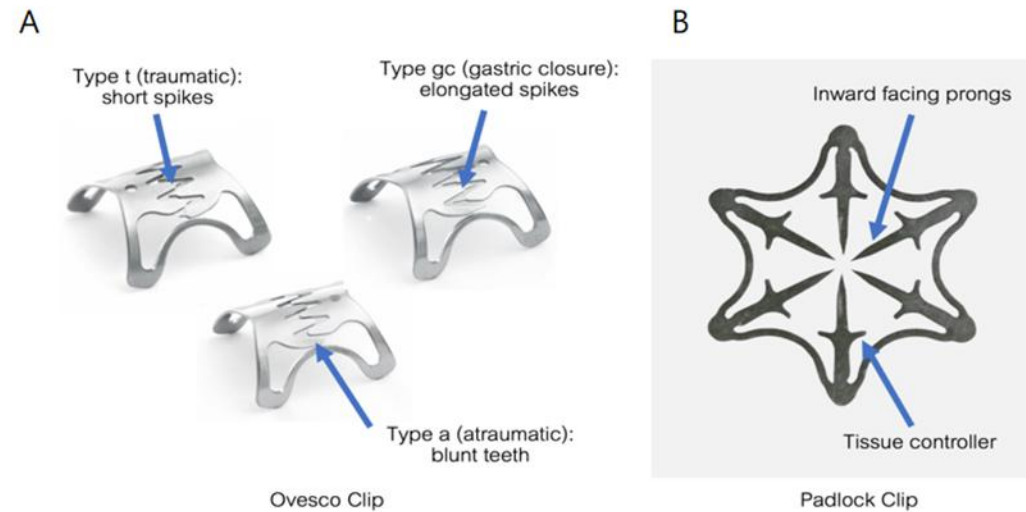 A
B
Type t (traumatic):
short spikes
Type gc (gastric closure):
elongated spikes
Inward facing prongs
Type a (atraumatic):
blunt teeth
Tissue controller
Ovesco Clip
Padlock Clip